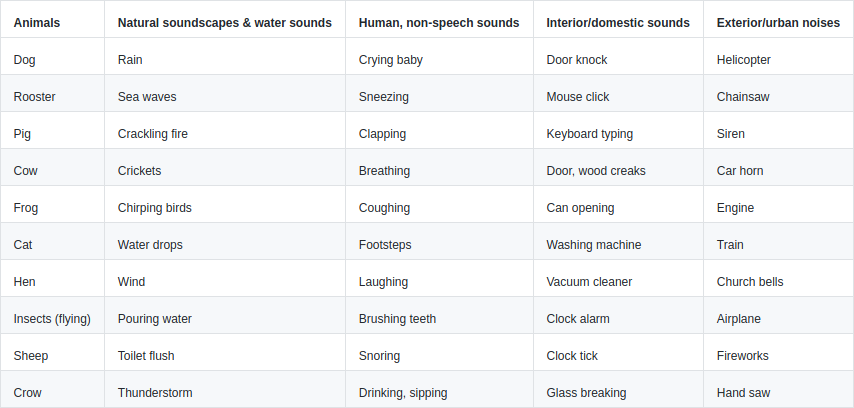 Animals Natural soundscapes & water sounds Human, non-speech sounds Interior/domestic sounds Exterior/urban noises
Dog Rain Crying baby Door knock Helicopter
Rooster Sea waves Sneezing Mouse click Chainsaw
Pig Crackling fire Clapping Keyboard typing Siren
Cow Crickets Breathing Door, wood creaks Car horn
Frog Chirping birds Coughing Can opening Engine
Cat Water drops Footsteps Washing machine Train
Hen Wind Laughing Vacuum cleaner Church bells
Insects (flying) Pouring water Brushing teeth Clock alarm Airplane
Sheep Toilet flush Snoring Clock tick Fireworks
Crow Thunderstorm Drinking, sipping Glass breaking Hand saw